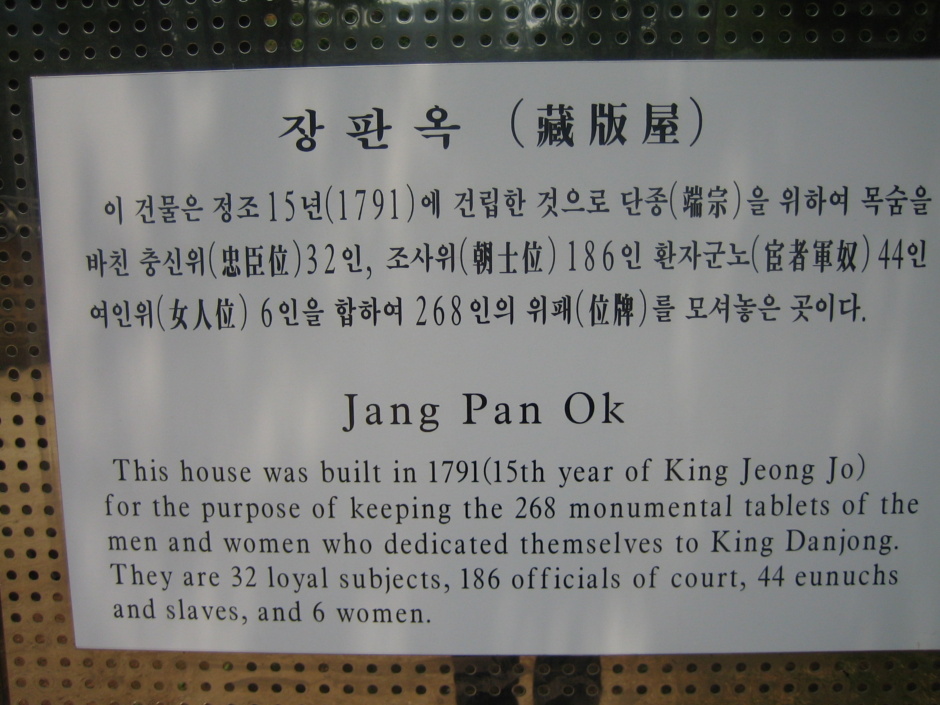 장판옥 (藏版屋)
이 건물은 정조 15년(1791)에 건립한 것으로 단종(端宗)을 위하여 목숨을
바친 충신위(忠臣位)32인, 조사위(朝士位) 186인 환자군노(宦者軍奴) 44인
여인위(女人位) 6인을 합하여 268인의 위패(位牌)를 모셔놓은 곳이다.
Jang Pan Ok
This house was built in 1791(15th year of King Jeong Jo)
for the purpose of keeping the 268 monumental tablets of the
men and women who dedicated themselves to King Danjong.
They are 32 loyal subjects, 186 officials of court, 44 eunuchs
and slaves, and 6 women.